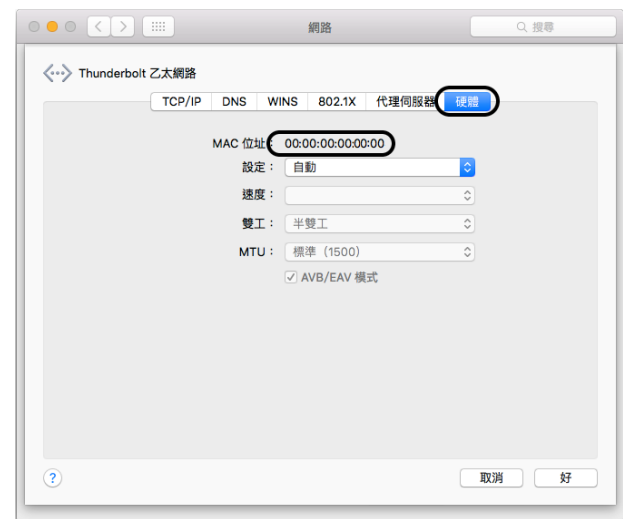 網路
搜尋
Thunderbolt 乙太網路
TCP/IP DNS WINS 802.1X 代理伺服器 硬體
MAC 位址： 00:00:00:00:00:00
設定： 自動
速度：
雙工： 半雙工
MTU： 標準（1500）
AVB/EAV 模式
? 取消 好